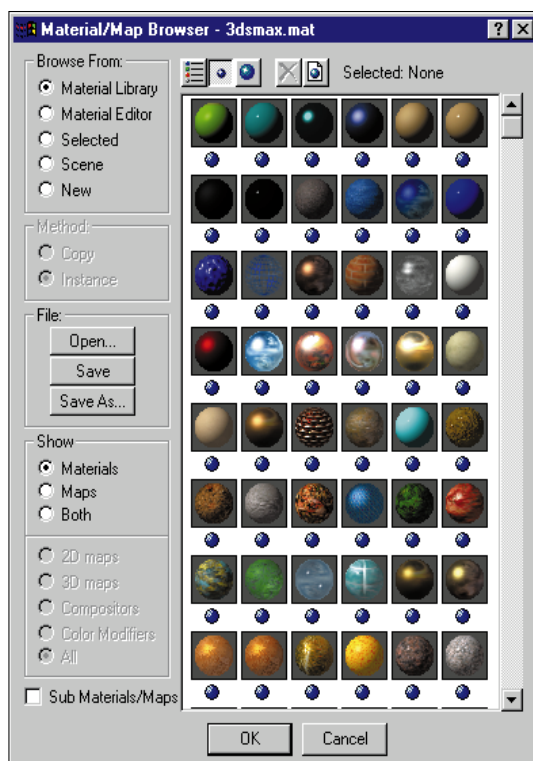 Material/Map Browser - 3dsmax.mat
Browse From:
Material Library
Material Editor
Selected
Scene
New
Method:
Copy
Instance
File:
Open...
Save
Save As...
Show
Materials
Maps
Both
2D maps
3D maps
Compositors
Color Modifiers
All
Sub Materials/Maps
Selected: None
OK
Cancel